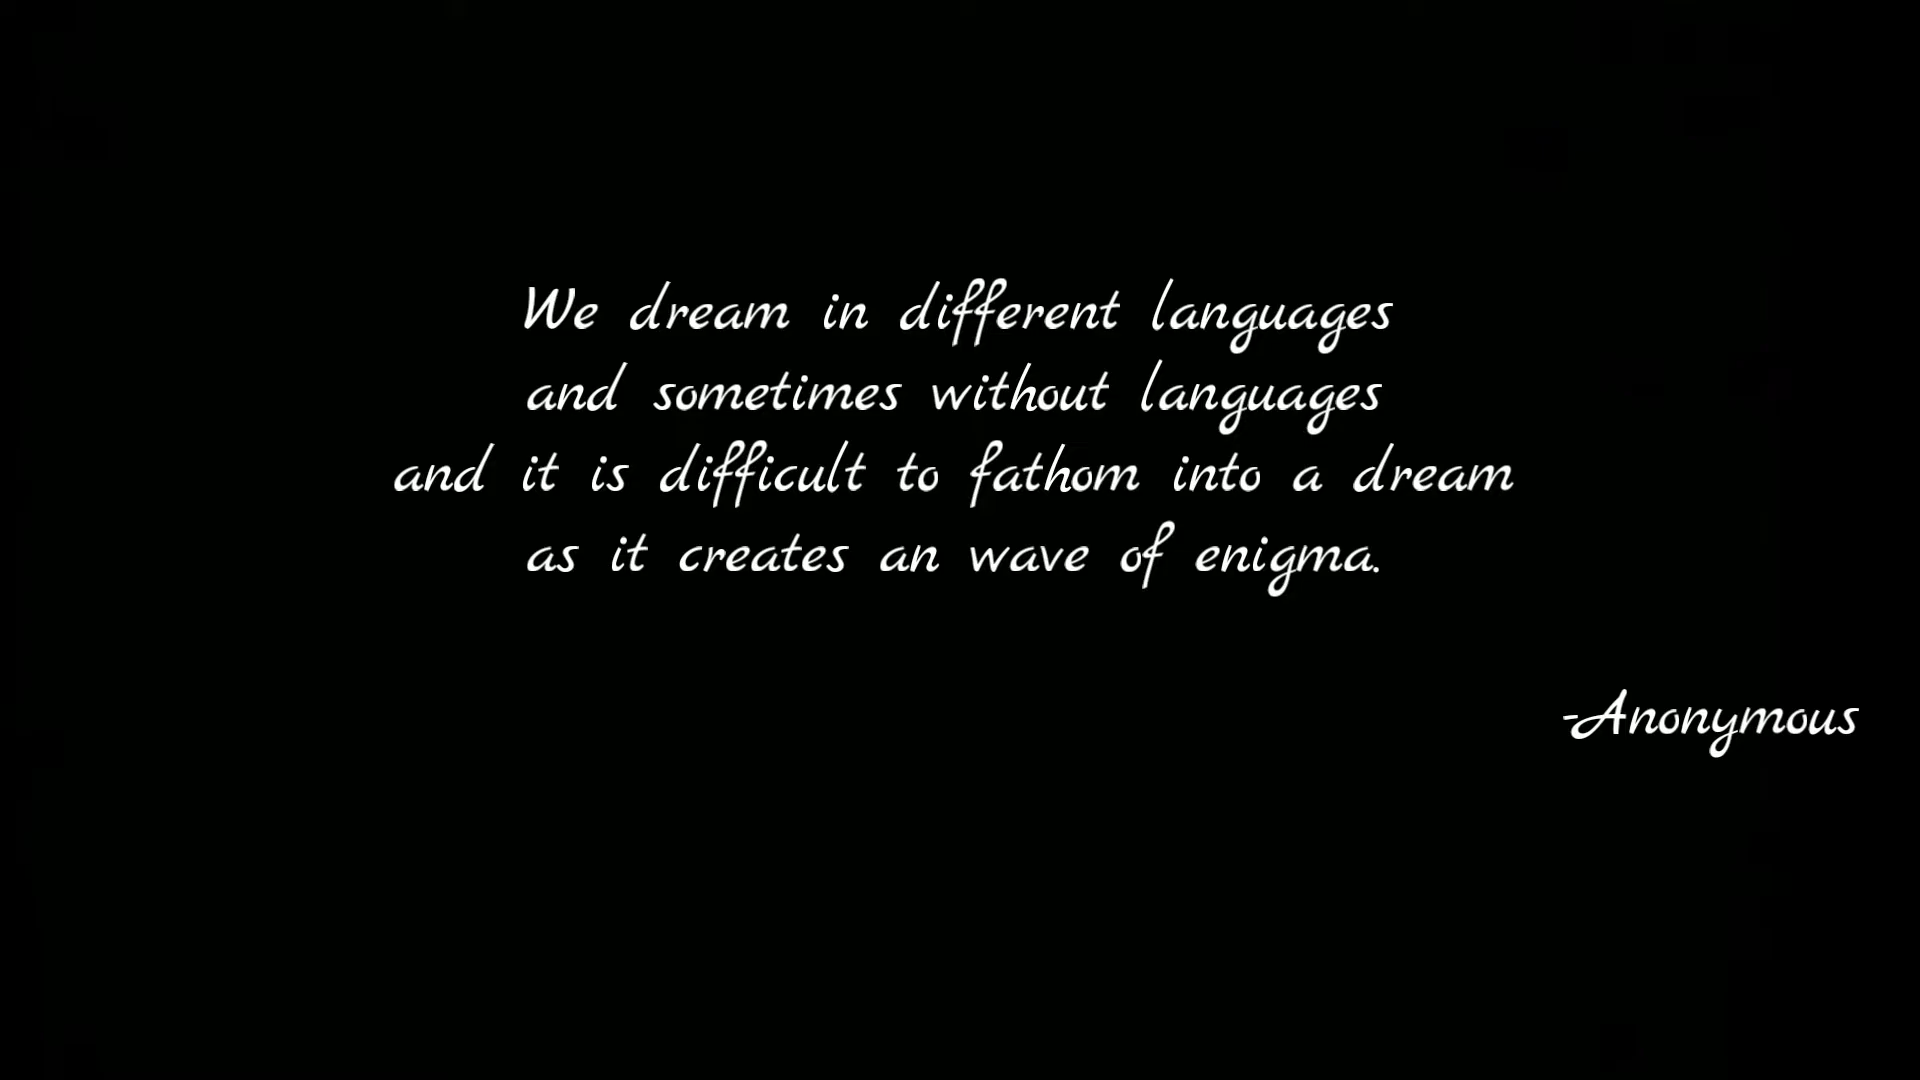 We dream in different languages
and sometimes without languages
and it is difficult to fathom into a dream
as it creates an wave of enigma.
-Anonymous